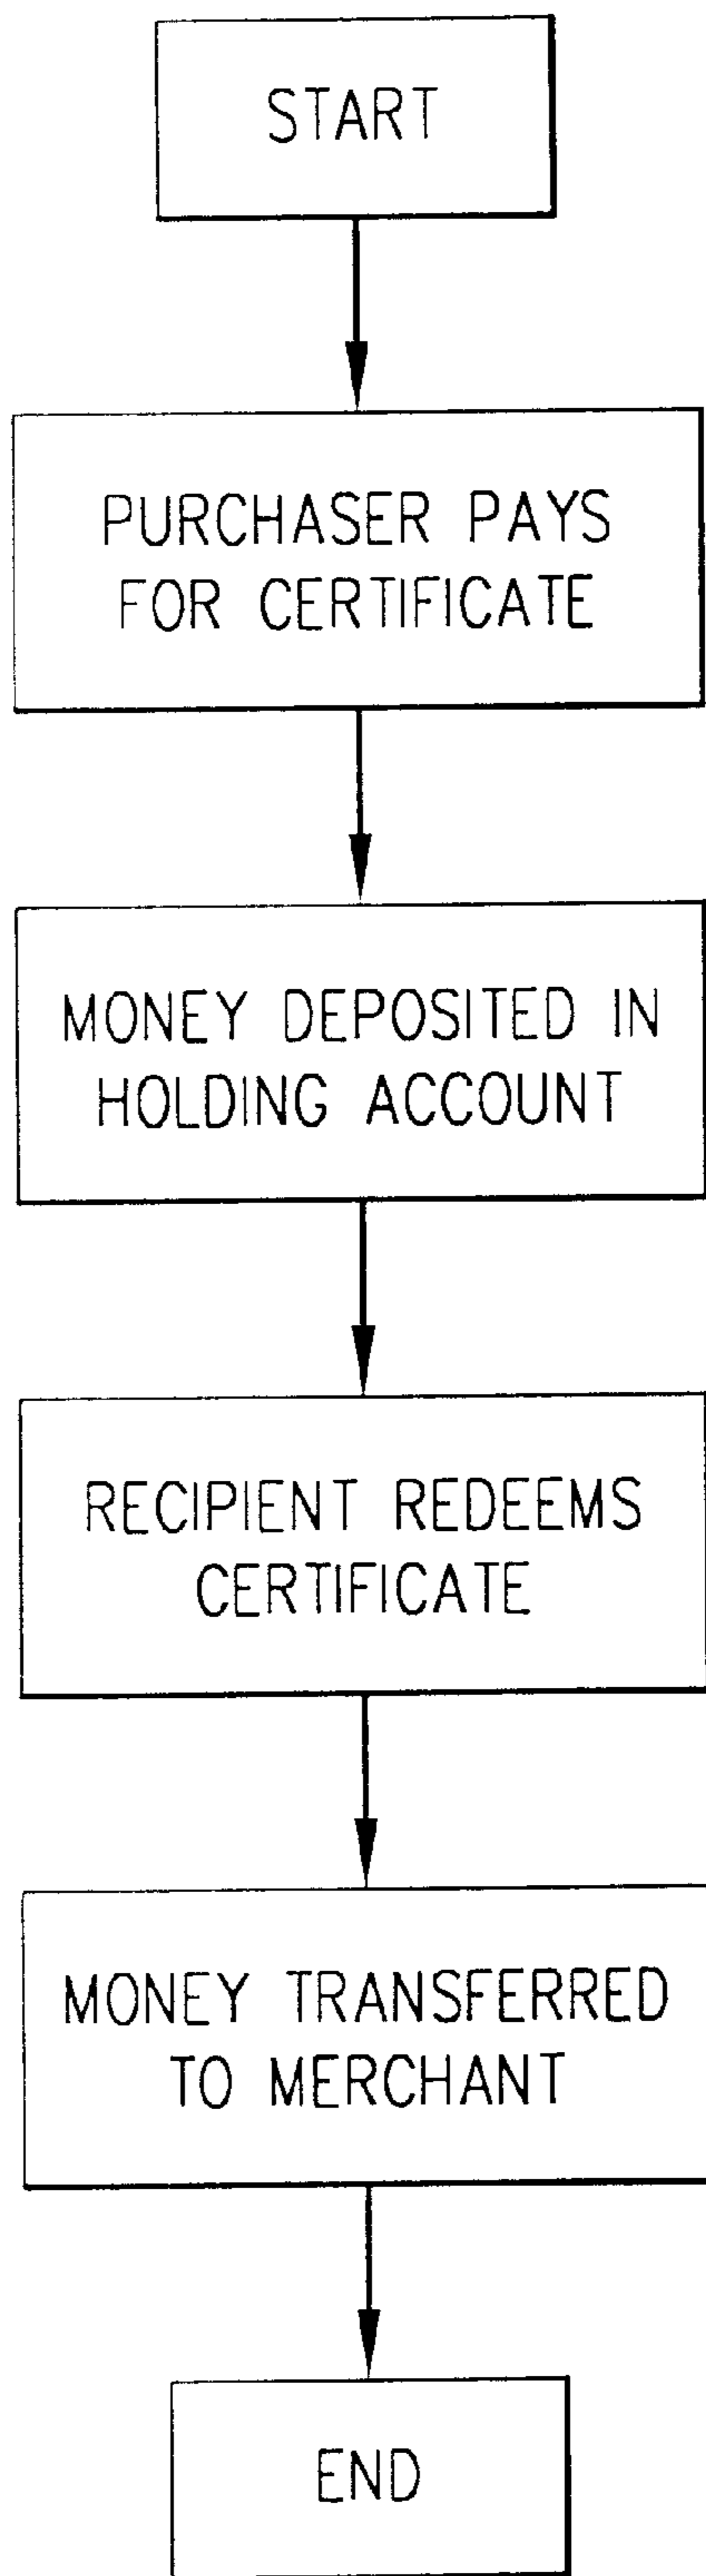 START
PURCHASER PAYS
FOR CERTIFICATE
MONEY DEPOSITED IN
HOLDING ACCOUNT
RECIPIENT REDEEMS
CERTIFICATE
MONEY TRANSFERRED
TO MERCHANT
END